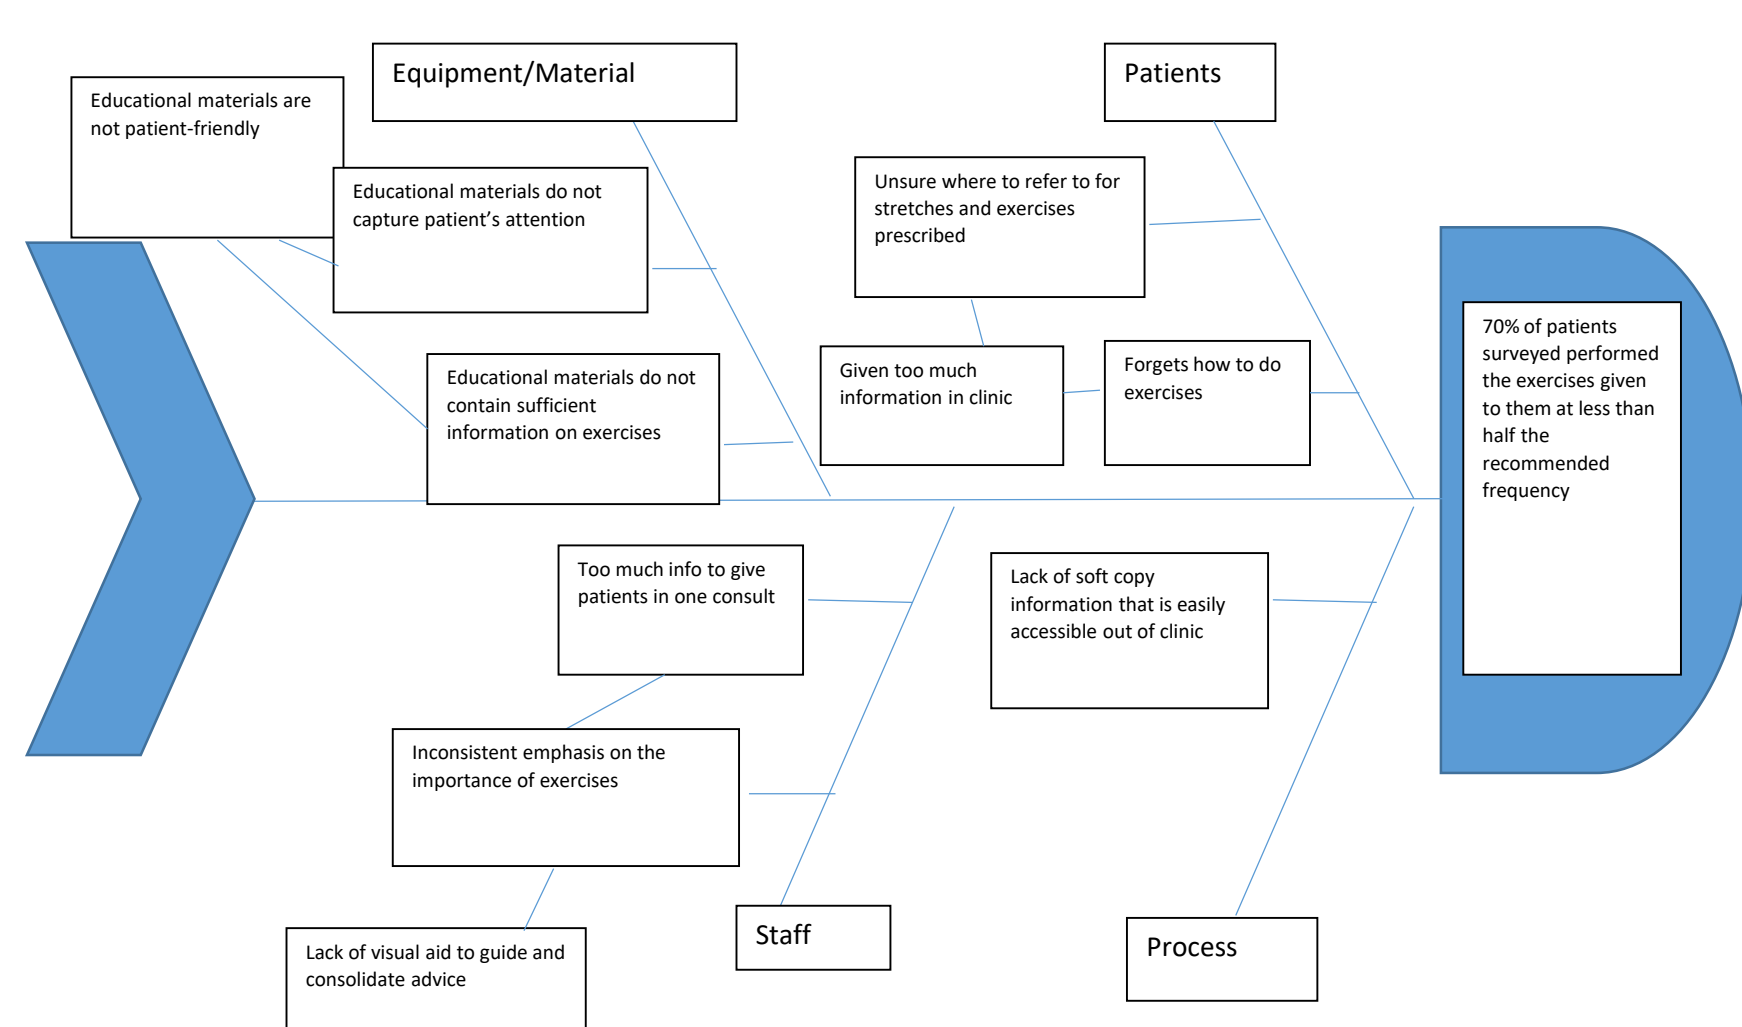 Equipment/Material
Patients
Educational materials are
not patient-friendly
Educational materials do not
capture patient’s attention
Unsure where to refer to for
stretches and exercises
prescribed
Educational materials do not
contain sufficient
information on exercises
Given too much
information in clinic
Forgets how to do
exercises
70% of patients
surveyed performed
the exercises given
to them at less than
half the
recommended
frequency
Too much info to give
patients in one consult
Lack of soft copy
information that is easily
accessible out of clinic
Inconsistent emphasis on the
importance of exercises
Lack of visual aid to guide and
consolidate advice
Staff
Process